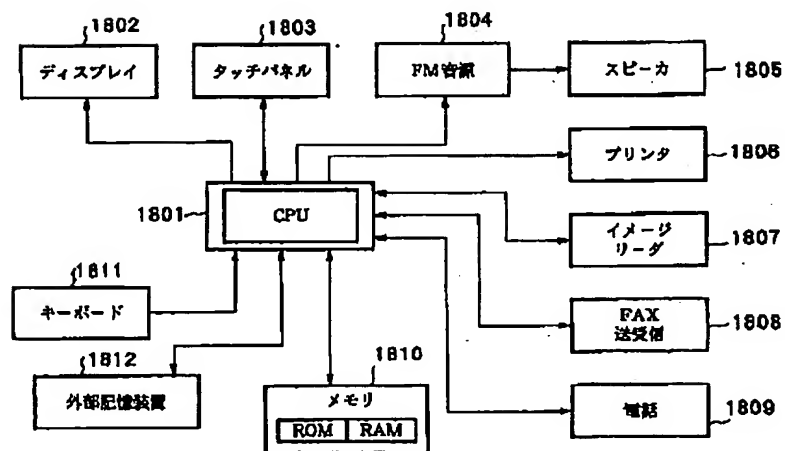 1802
1803
1804
ディスプレイ
タッチパネル
FM音源
スピーカ
1805
プリンタ
1806
1801
CPU
イメージ
リーダ
1807
1811
キーボード
FAX
送受信
1808
1812
外部記憶装置
1810
メモリ
ROM
RAM
電話
1809